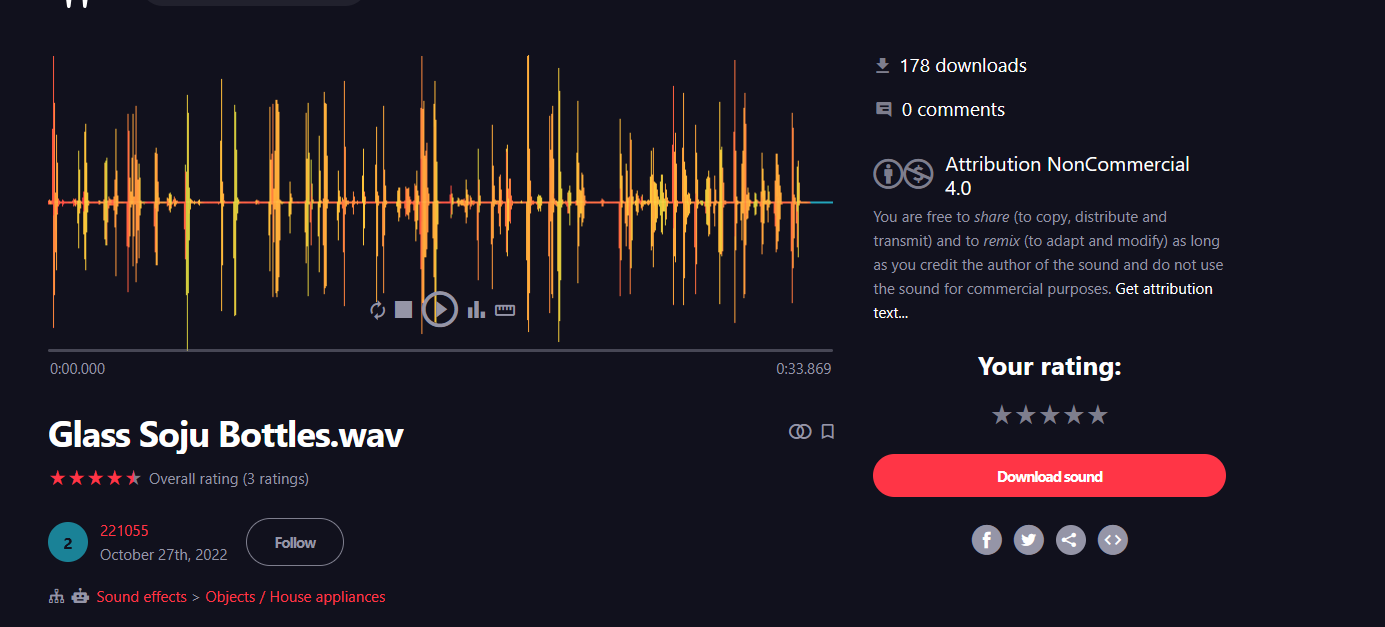 178 downloads
0 comments
Attribution NonCommercial
4.0
You are free to share (to copy, distribute and
transmit) and to remix (to adapt and modify) as long
as you credit the author of the sound and do not use
the sound for commercial purposes. Get attribution
text...
0:00.000
0:33.869
Your rating:
Glass Soju Bottles.wav
Overall rating (3 ratings)
Download sound
2
221055
October 27th, 2022
Follow
Sound effects > Objects / House appliances